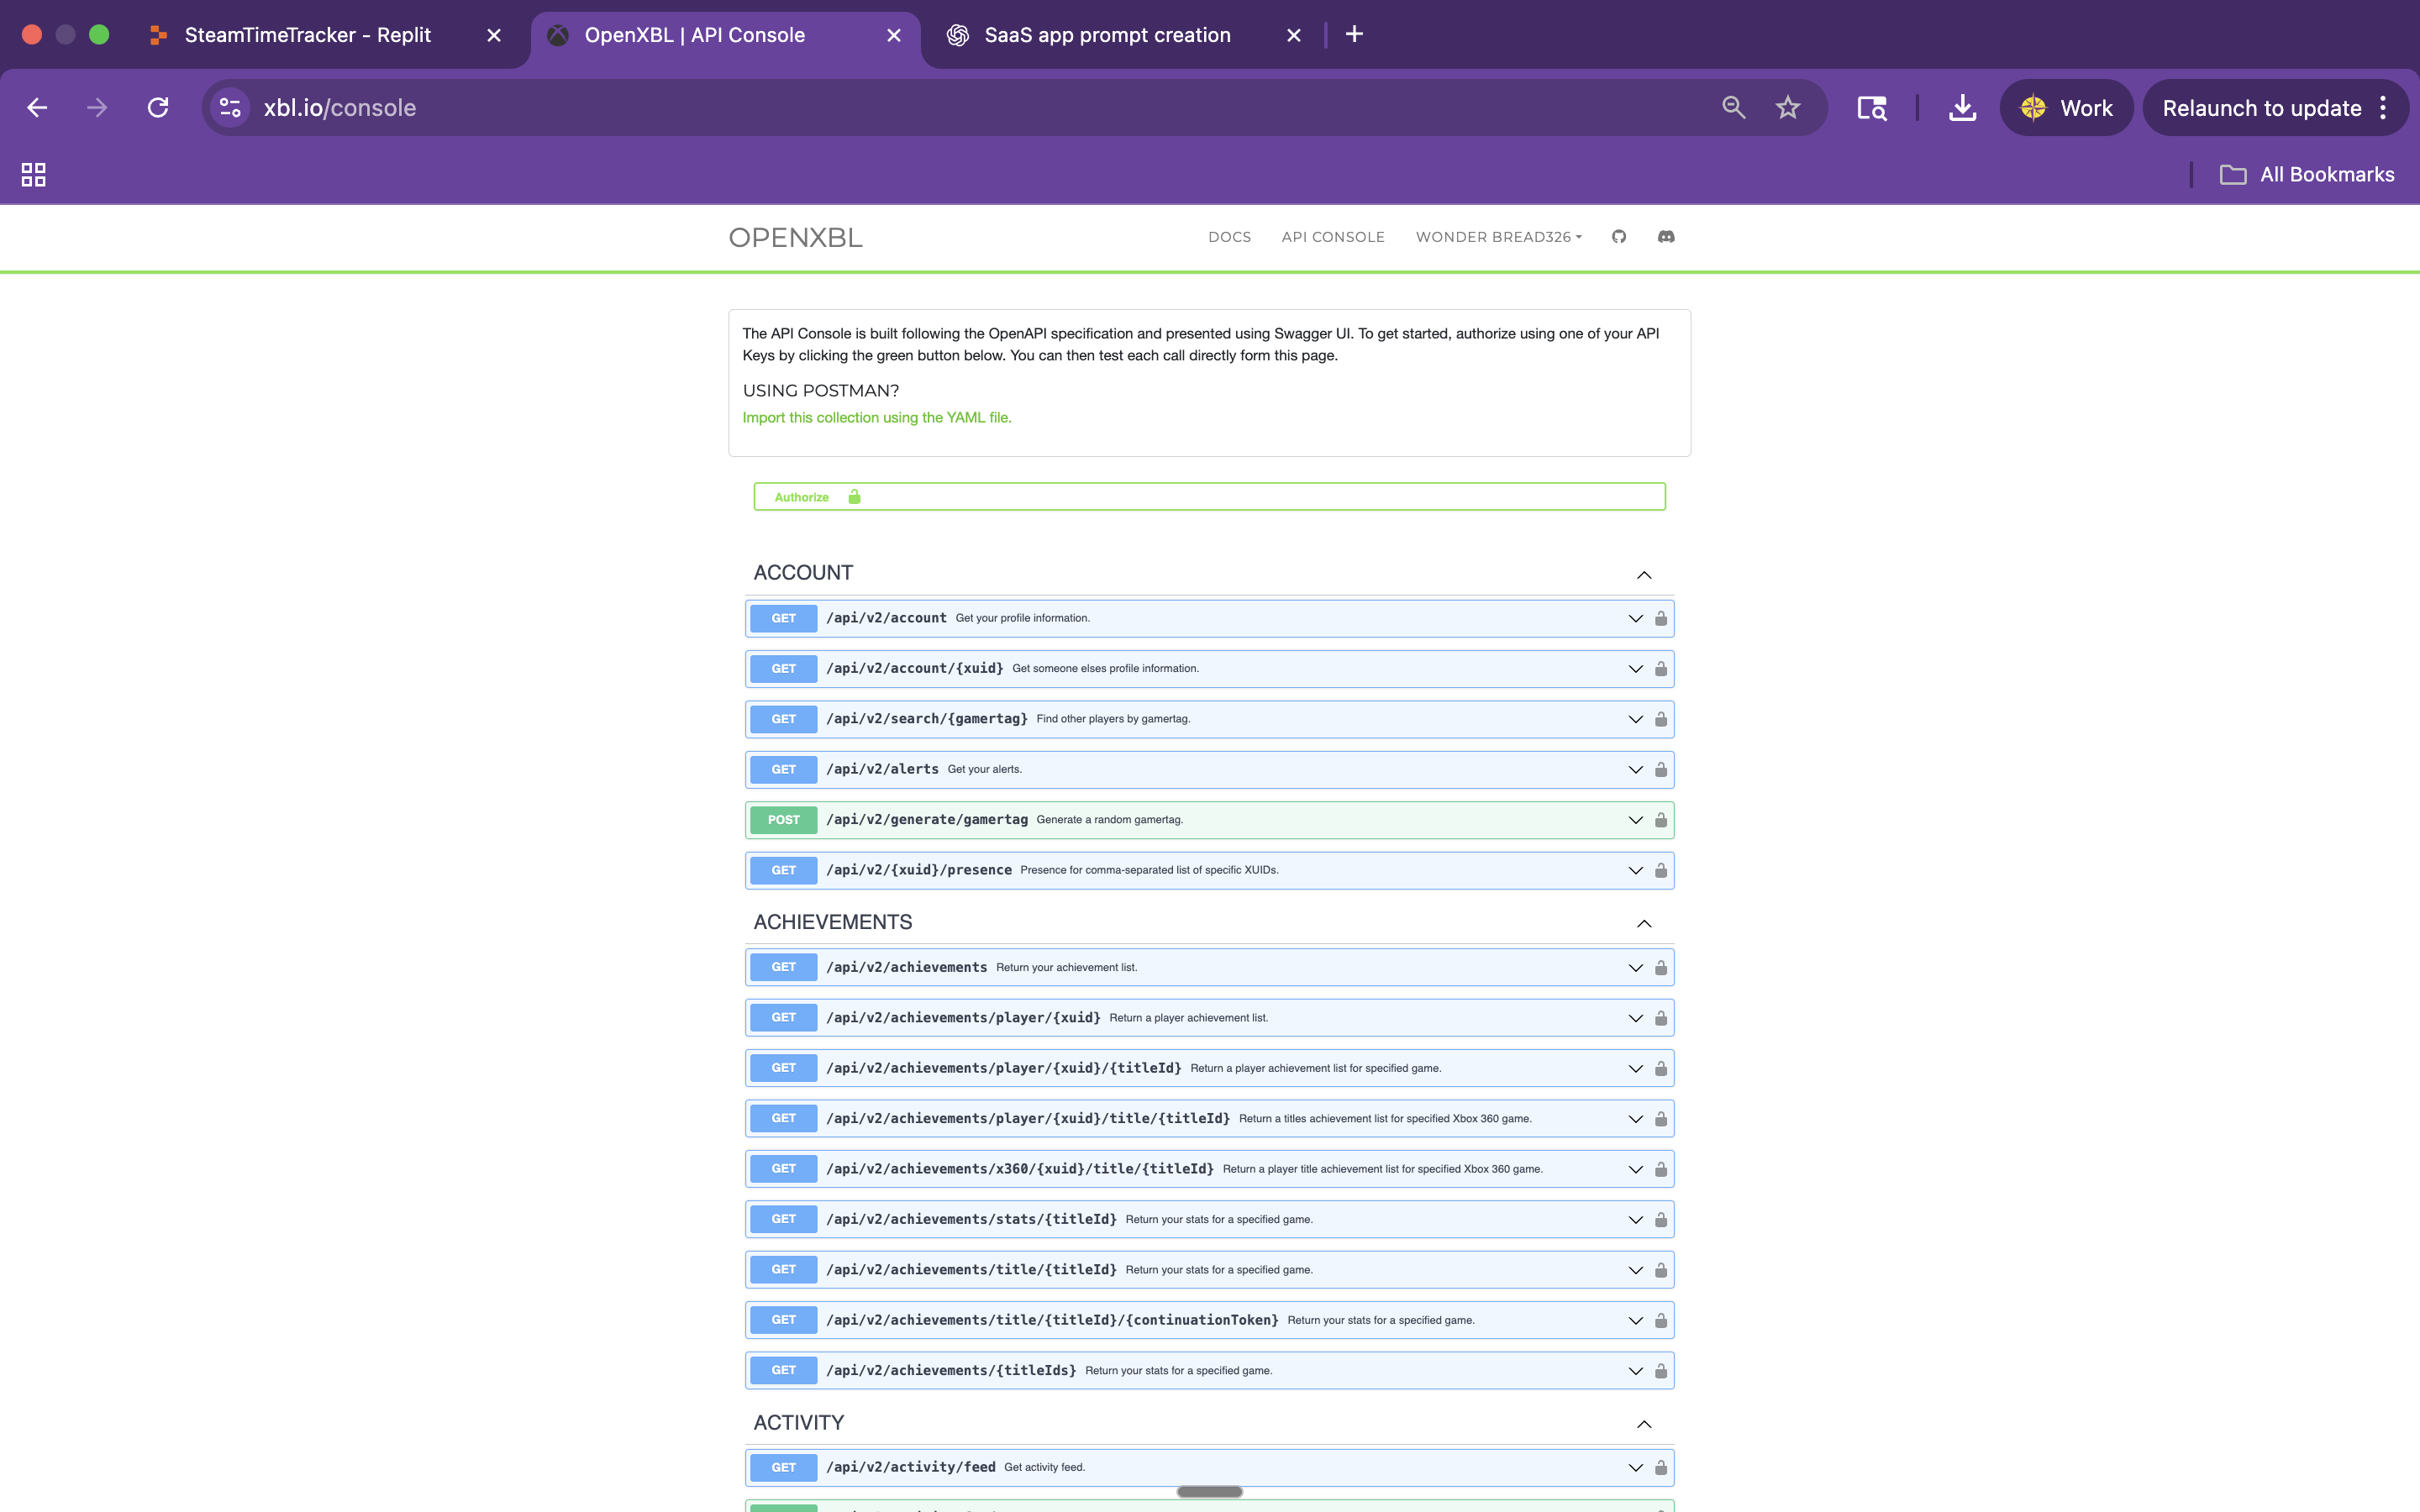 SteamTimeTracker - Replit
OpenXBL | API Console
SaaS app prompt creation
xbl.io/console
Work
Relaunch to update
All Bookmarks
OPENXBL
DOCS
API CONSOLE
WONDER BREAD326
The API Console is built following the OpenAPI specification and presented using Swagger UI. To get started, authorize using one of your API
Keys by clicking the green button below. You can then test each call directly form this page.
USING POSTMAN?
Import this collection using the YAML file.
Authorize
ACCOUNT
GET /api/v2/account Get your profile information.
GET /api/v2/account/{xuid} Get someone elses profile information.
GET /api/v2/search/{gamertag} Find other players by gamertag.
GET /api/v2/alerts Get your alerts.
POST /api/v2/generate/gamertag Generate a random gamertag.
GET /api/v2/{xuid}/presence Presence for comma-separated list of specific XUIDs.
ACHIEVEMENTS
GET /api/v2/achievements Return your achievement list.
GET /api/v2/achievements/player/{xuid} Return a player achievement list.
GET /api/v2/achievements/player/{xuid}/{titleId} Return a player achievement list for specified game.
GET /api/v2/achievements/player/{xuid}/title/{titleId} Return a titles achievement list for specified Xbox 360 game.
GET /api/v2/achievements/x360/{xuid}/title/{titleId} Return a player title achievement list for specified Xbox 360 game.
GET /api/v2/achievements/stats/{titleId} Return your stats for a specified game.
GET /api/v2/achievements/title/{titleId} Return your stats for a specified game.
GET /api/v2/achievements/title/{titleId}/{continuationToken} Return your stats for a specified game.
GET /api/v2/achievements/{titleIds} Return your stats for a specified game.
ACTIVITY
GET /api/v2/activity/feed Get activity feed.